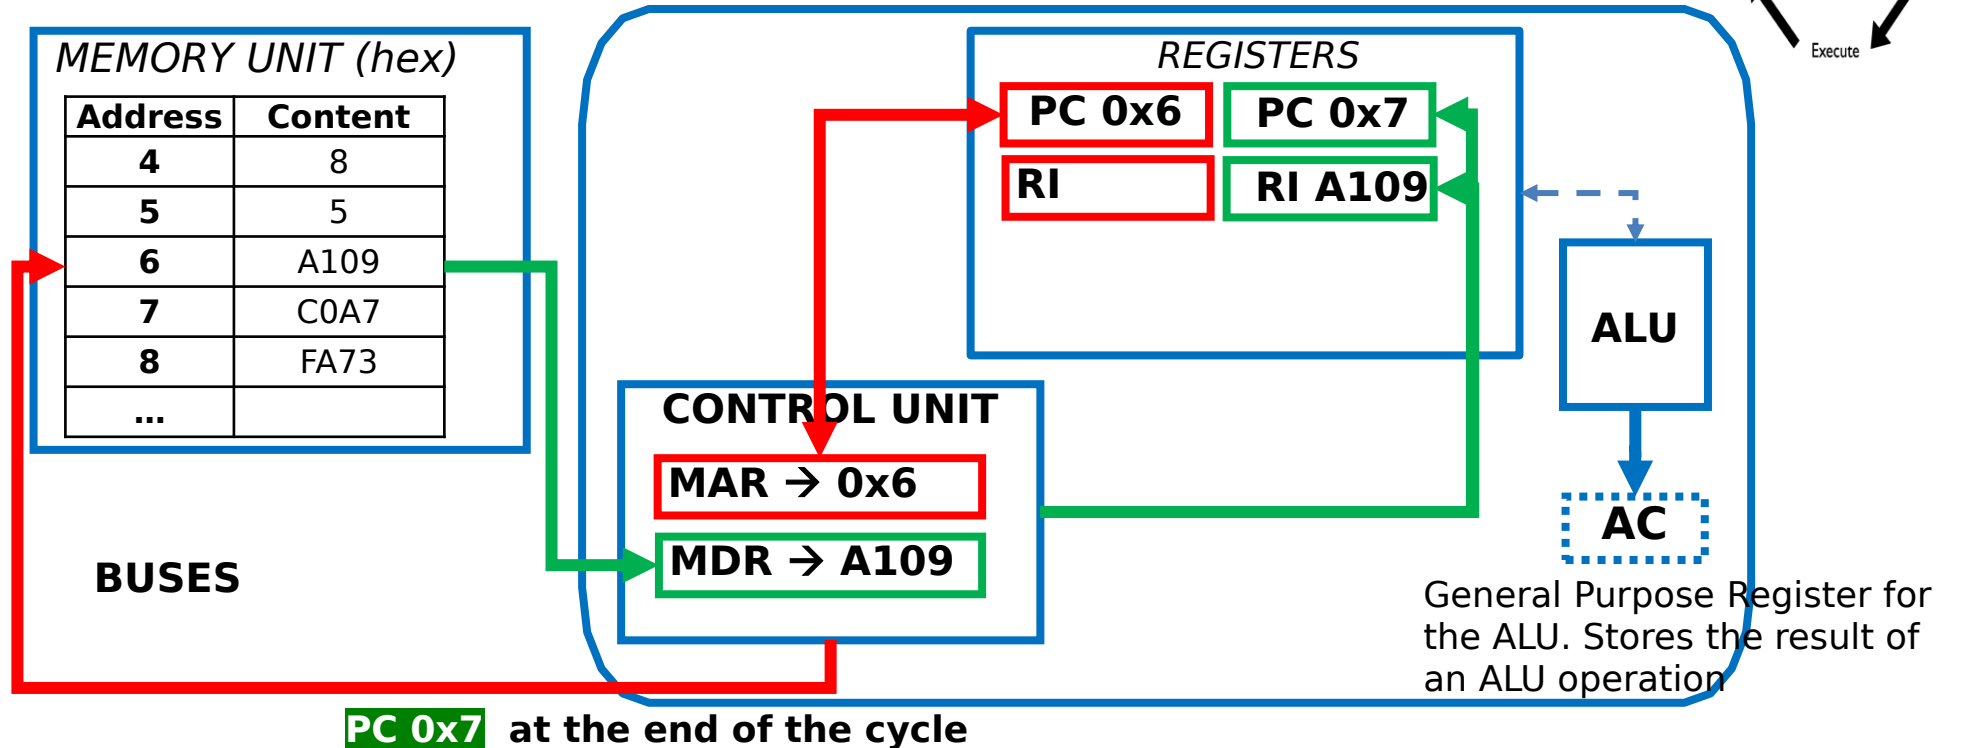 Execute
MEMORY UNIT (hex)
Address Content
4 8
5 5
6 A109
7 C0A7
8 FA73
...
REGISTERS
PC 0x6 PC 0x7
RI RI A109
ALU
CONTROL UNIT
MAR → 0x6
MDR → A109
AC
BUSES
General Purpose Register for
the ALU. Stores the result of
an ALU operation
PC 0x7 at the end of the cycle